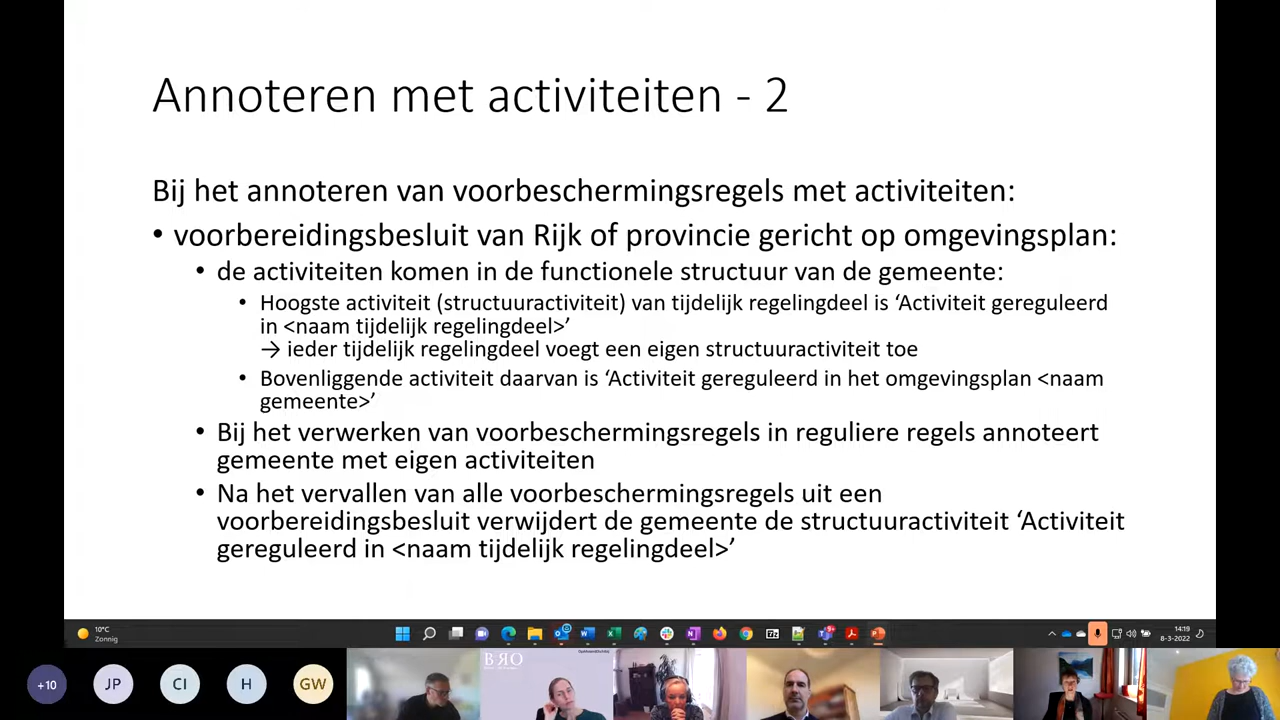 Annoteren met activiteiten - 2
Bij het annoteren van voorbeschermingsregels met activiteiten:
• voorbereidingsbesluit van Rijk of provincie gericht op omgevingsplan:
• de activiteiten komen in de functionele structuur van de gemeente:
• Hoogste activiteit (structuuractiviteit) van tijdelijk regelingdeel is ‘Activiteit gereguleerd
in <naam tijdelijk regelingdeel>’
→ ieder tijdelijk regelingdeel voegt een eigen structuuractiviteit toe
• Bovenliggende activiteit daarvan is ‘Activiteit gereguleerd in het omgevingsplan <naam
gemeente>’
• Bij het verwerken van voorbeschermingsregels in reguliere regels annoteert
gemeente met eigen activiteiten
• Na het vervallen van alle voorbeschermingsregels uit een
voorbereidingsbesluit verwijdert de gemeente de structuuractiviteit ‘Activiteit
gereguleerd in <naam tijdelijk regelingdeel>’
10°C
Zonnig
14:19
8-3-2022
+10
JP
CI
H
GW
BRO